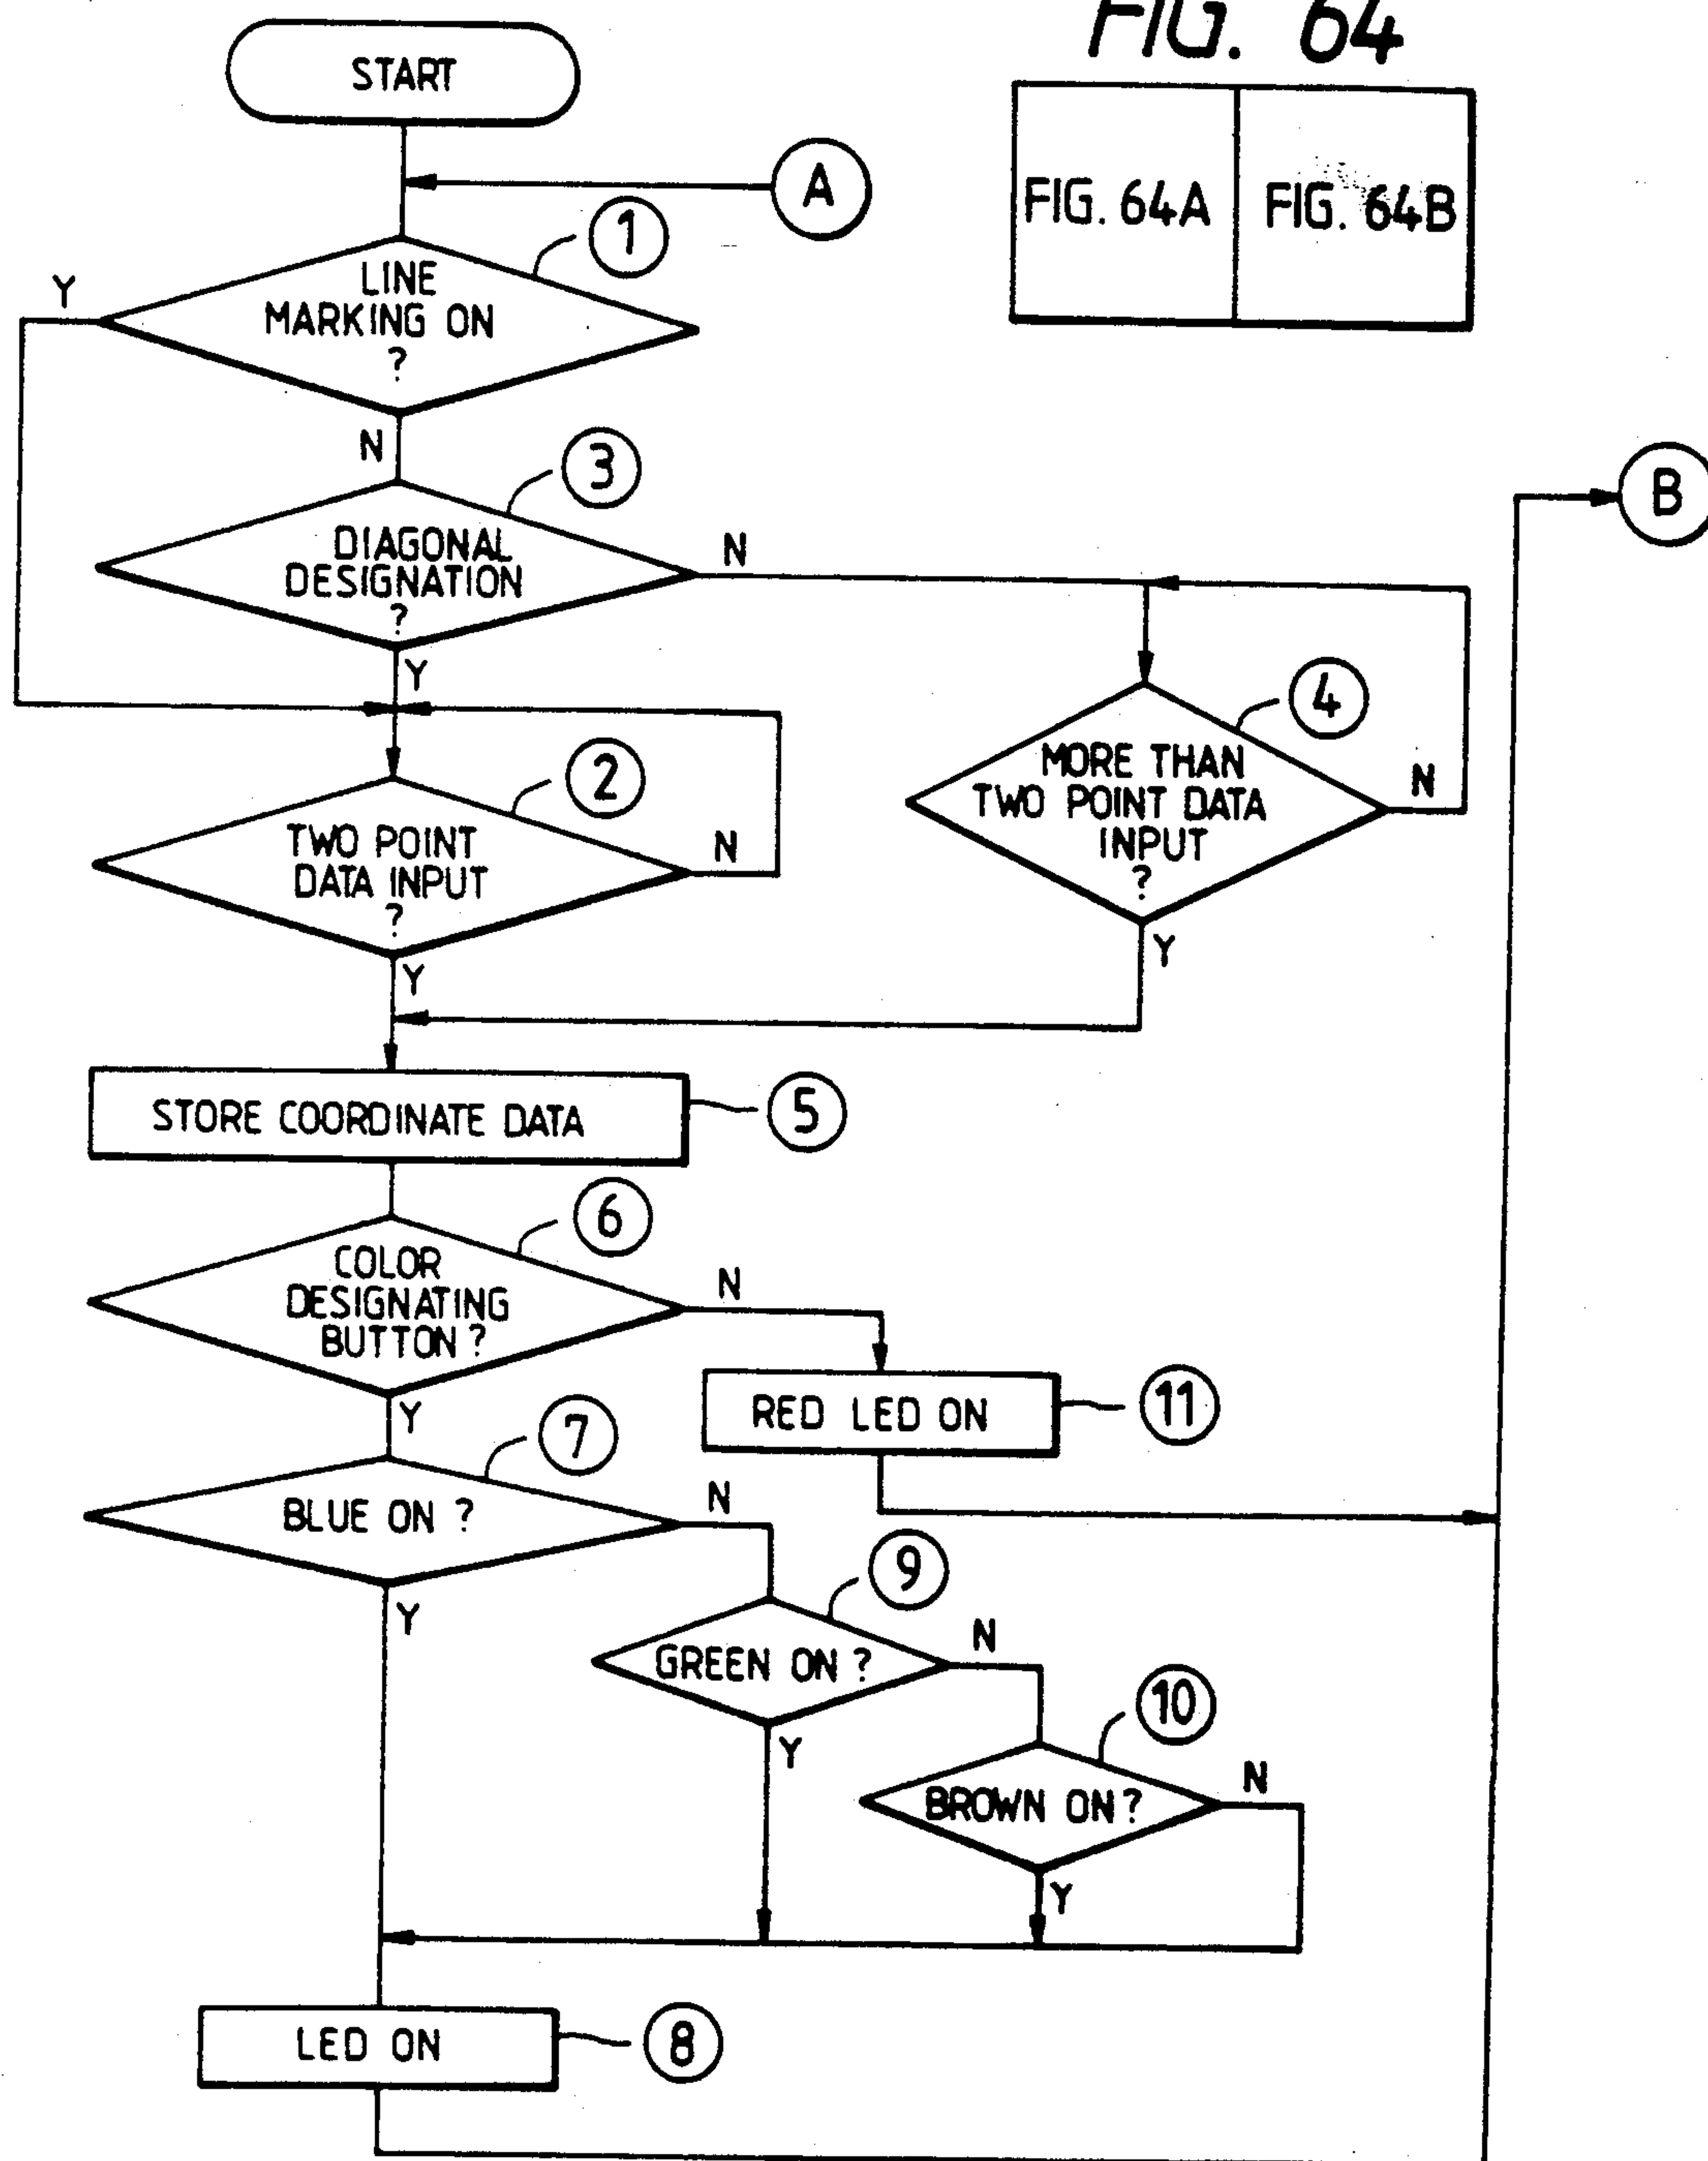 FIG. 64
FIG. 64A
FIG. 64B
START
A
1
LINE
MARKING ON
?
Y
N
3
DIAGONAL
DESIGNATION
?
N
Y
B
4
MORE THAN
TWO POINT DATA
INPUT
?
N
Y
2
TWO POINT
DATA INPUT
?
N
Y
STORE COORDINATE DATA
5
6
COLOR
DESIGNATING
BUTTON ?
N
Y
RED LED ON
11
7
BLUE ON ?
N
Y
9
GREEN ON ?
N
Y
10
BROWN ON ?
N
Y
LED ON
8